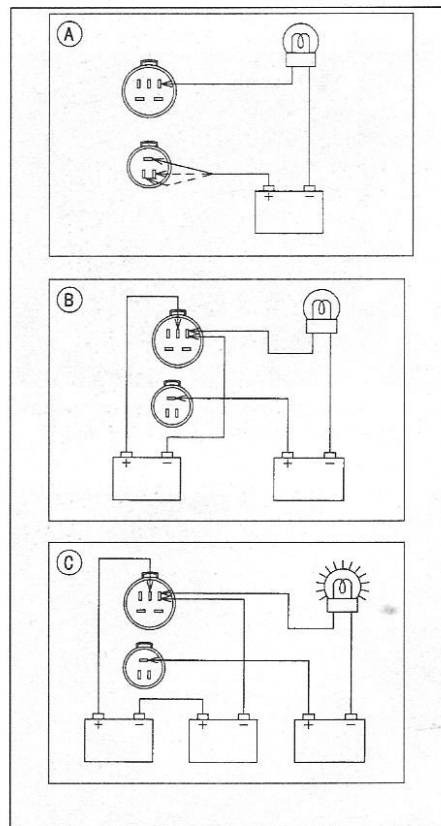 A
+ −
B
+ − + −
C
+ − + − + −